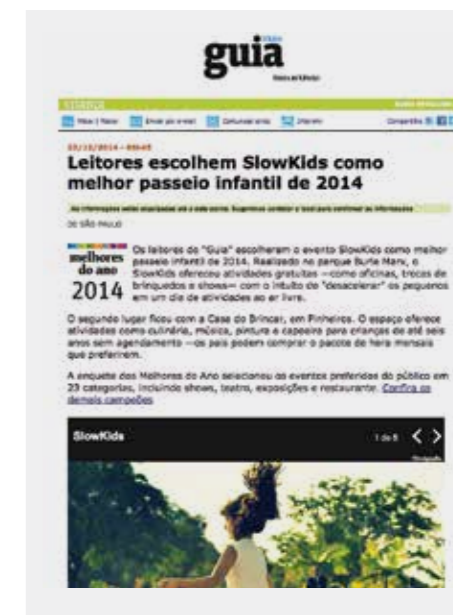 guia
CRIANÇA
Comunicar erros
Imprimir
Compartilhe
Leitores escolhem SlowKids como
melhor passeio infantil de 2014
DE SÃO PAULO
melhores
do ano
2014
Os leitores do "Guia" escolheram o evento SlowKids como melhor
passeio infantil de 2014. Realizado no parque Burle Marx, o
SlowKids ofereceu atividades gratuitas —como oficinas, trocas de
brinquedos e shows— com o intuito de "desacelerar" os pequenos
em um dia de atividades ao ar livre.
O segundo lugar ficou com a Casa do Brincar, em Pinheiros. O espaço oferece
atividades como culinária, música, pintura e capoeira para crianças de até seis
anos sem agendamento —os pais podem comprar o pacote de hora mensais
que preferirem.
A enquete dos Melhores do Ano selecionou os eventos preferidos do público em
23 categorias, incluindo shows, teatro, exposições e restaurante. Confira os
demais campeões
SlowKids
1 de 5